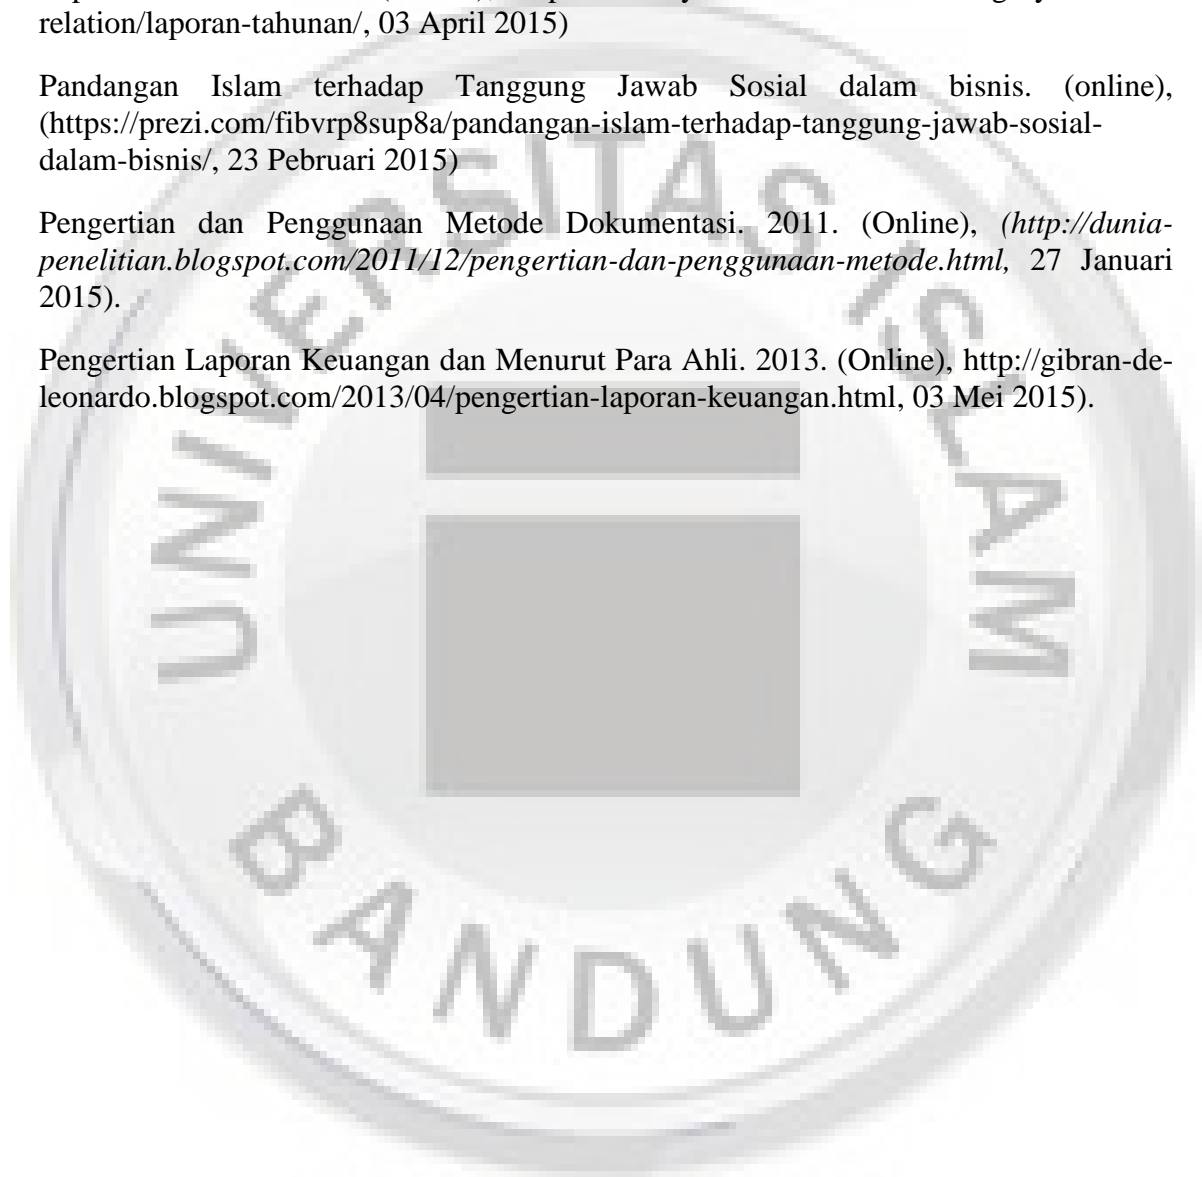 relation/laporan-tahunan/, 03 April 2015)
Pandangan Islam terhadap Tanggung Jawab Sosial dalam bisnis. (online),
(https://prezi.com/fibvrp8sup8a/pandangan-islam-terhadap-tanggung-jawab-sosial-
dalam-bisnis/, 23 Pebruari 2015)
Pengertian dan Penggunaan Metode Dokumentasi. 2011. (Online), (http://dunia-
penelitian.blogspot.com/2011/12/pengertian-dan-penggunaan-metode.html, 27 Januari
2015).
Pengertian Laporan Keuangan dan Menurut Para Ahli. 2013. (Online), http://gibran-de-
leonardo.blogspot.com/2013/04/pengertian-laporan-keuangan.html, 03 Mei 2015).
UNIVERSITAS ISLAM
BANDUNG